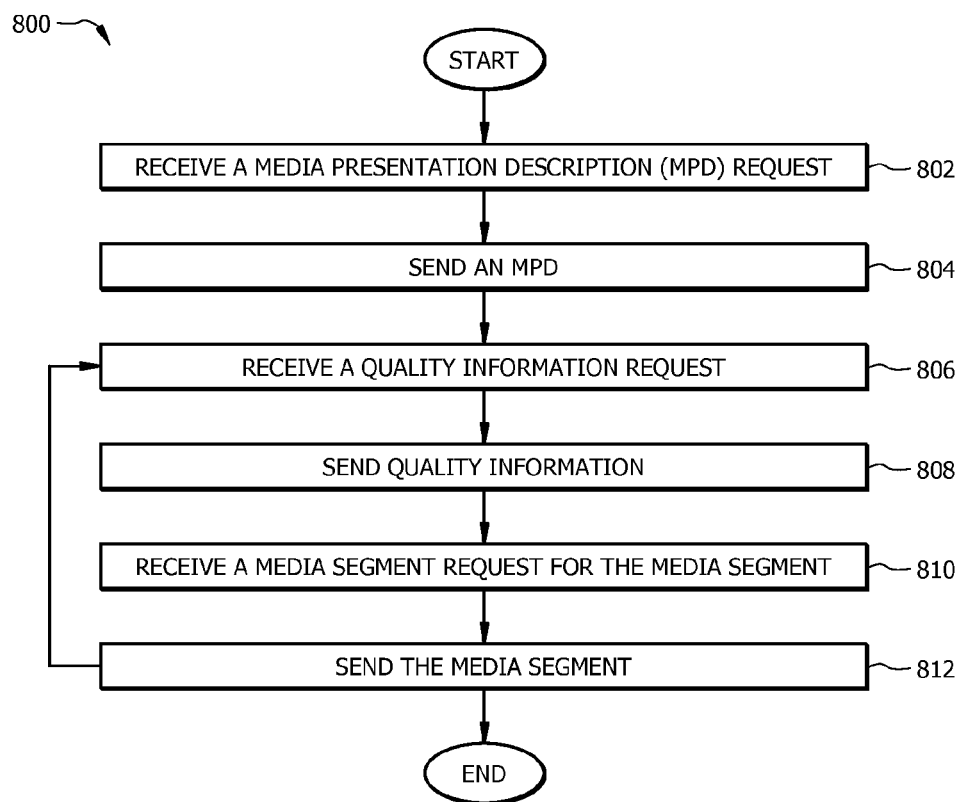 800
START
RECEIVE A MEDIA PRESENTATION DESCRIPTION (MPD) REQUEST
802
SEND AN MPD
804
RECEIVE A QUALITY INFORMATION REQUEST
806
SEND QUALITY INFORMATION
808
RECEIVE A MEDIA SEGMENT REQUEST FOR THE MEDIA SEGMENT
810
SEND THE MEDIA SEGMENT
812
END